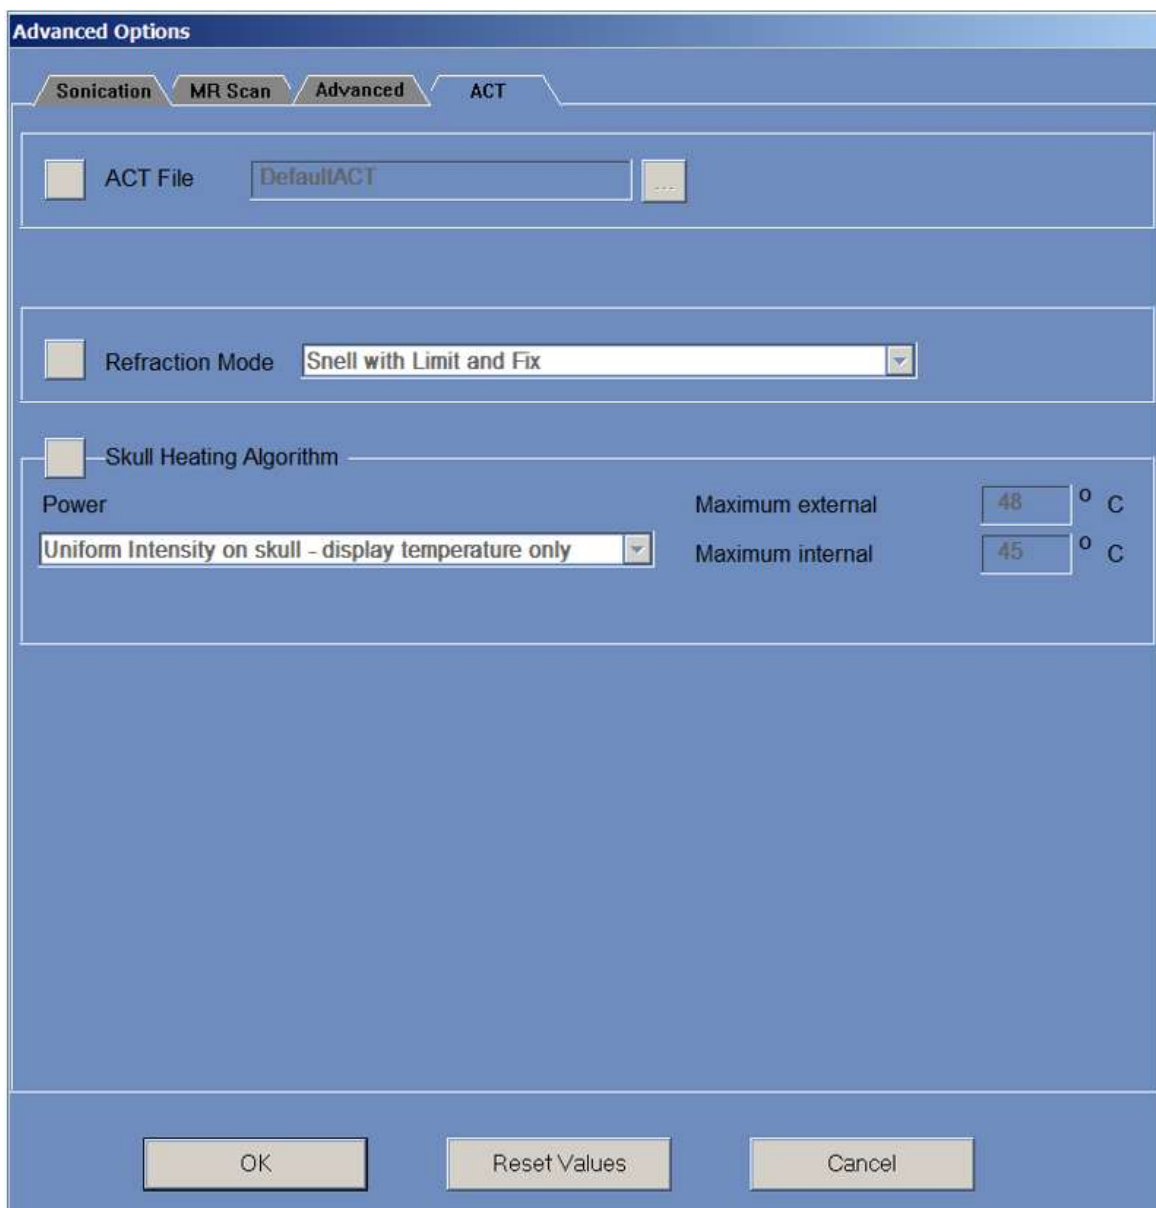 Advanced Options
Sonication MR Scan Advanced ACT
ACT File DefaultACT ...
Refraction Mode Snell with Limit and Fix
Skull Heating Algorithm
Power Maximum external 48 o C
Uniform Intensity on skull - display temperature only Maximum internal 45 o C
OK Reset Values Cancel